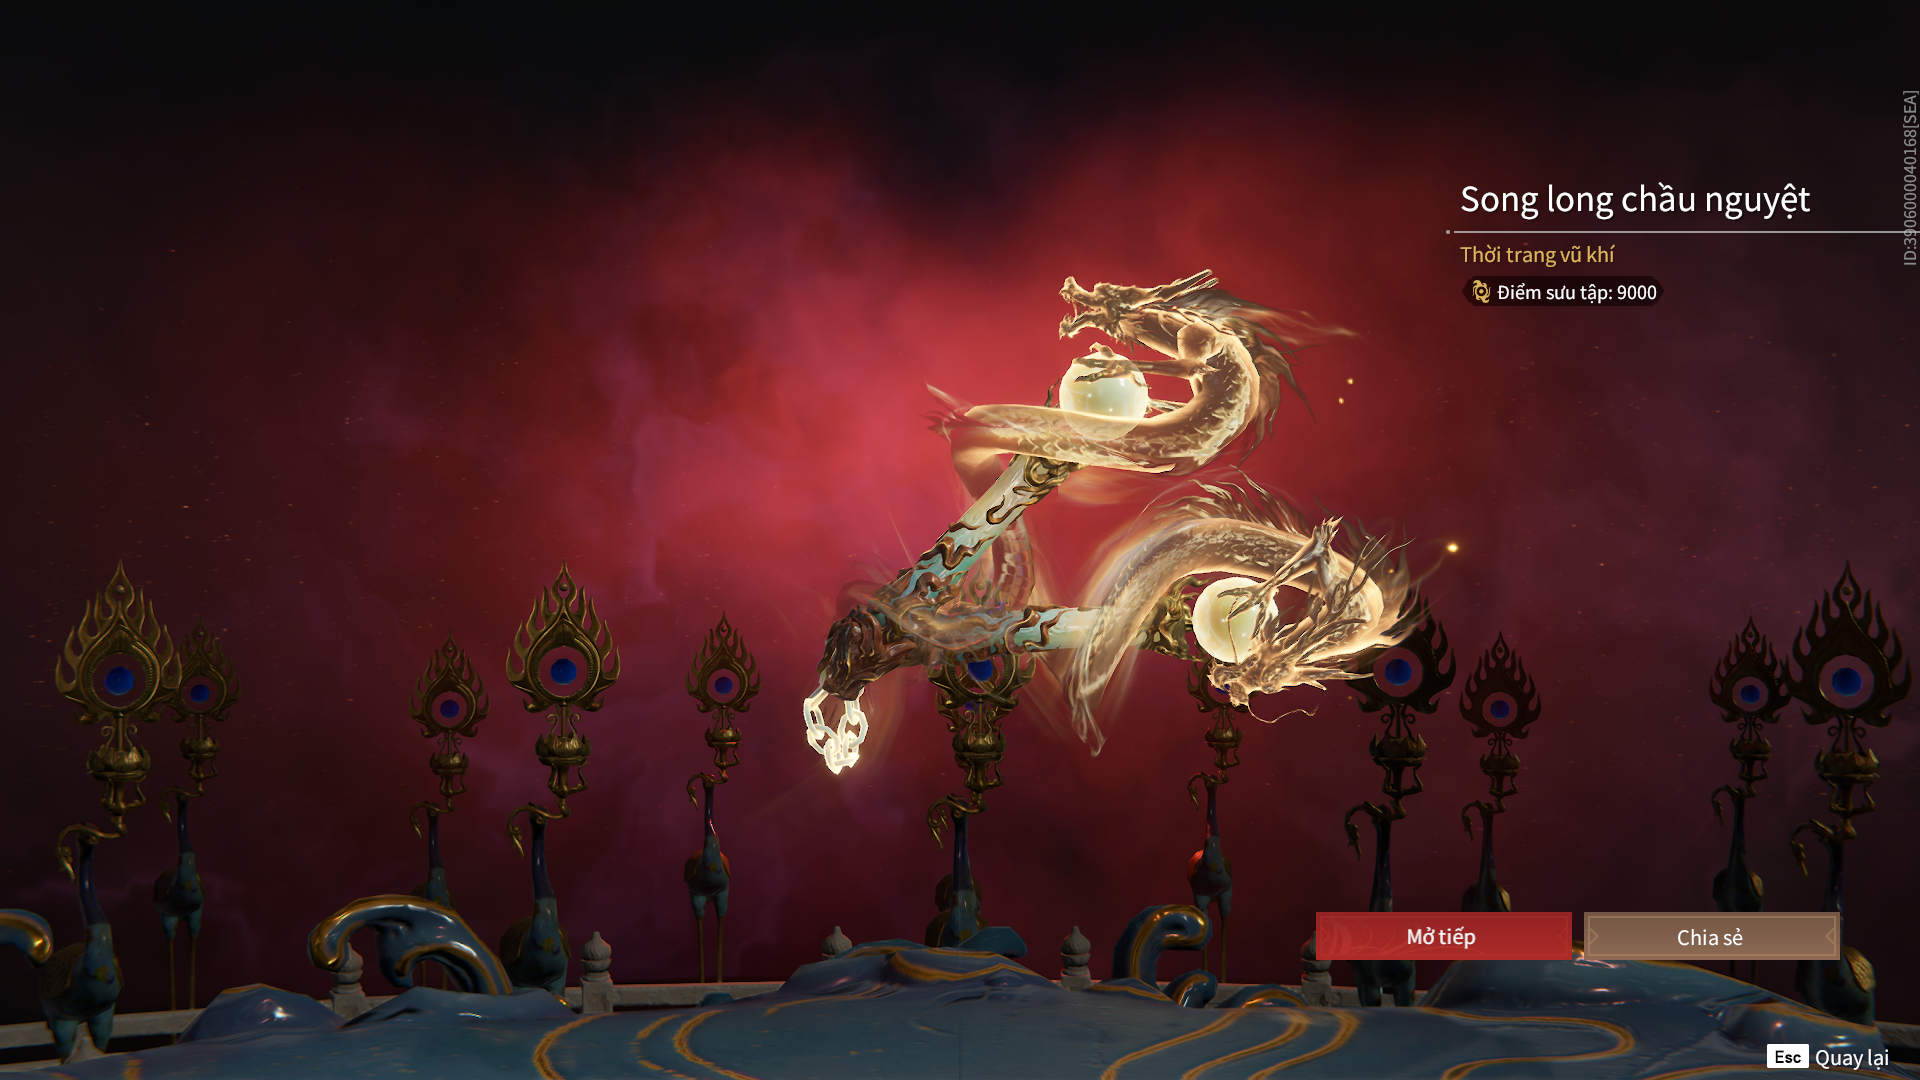 Song long chầu nguyệt
Thời trang vũ khí
Điểm sưu tập: 9000
ID:3906000040168[SEA]
Mở tiếp
Chia sẻ
Esc Quay lại